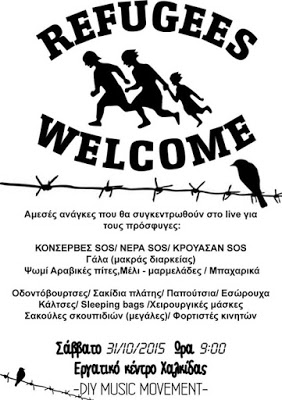 REFUGEES
WELCOME
Αμεσές ανάγκες που θα συγκεντρωθούν στο live για
τους πρόσφυγες:
ΚΟΝΣΕΡΒΕΣ SOS/ ΝΕΡΑ SOS/ ΚΡΟΥΑΣΑΝ SOS
Γάλα (μακράς διαρκείας)
Ψωμί Αραβικές πίτες,Μέλι - μαρμελάδες / Μπαχαρικά
Οδοντόβουρτσες/ Σακίδια πλάτης/ Παπούτσια/ Εσώρουχα
Κάλτσες/ Sleeping bags /Χειρουργικές μάσκες
Σακούλες σκουπιδιών (μεγάλες)/ Φορτιστές κινητών
Σάββατο 31/10/2015 Ώρα 9:00
Εργατικό κέντρο Χαλκίδας
-DIY MUSIC MOVEMENT-